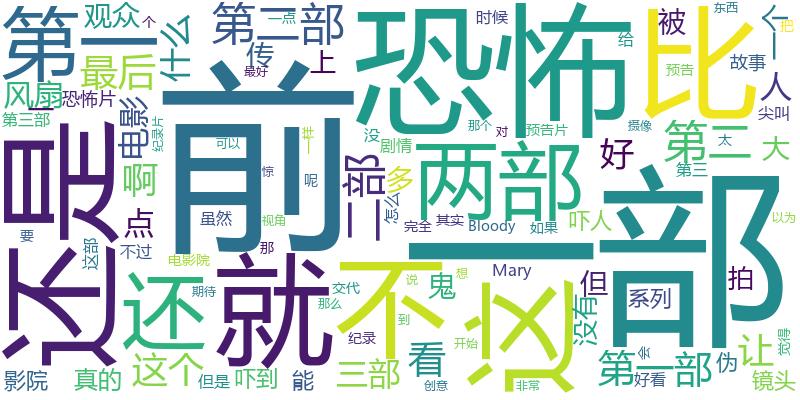 第一
观众
个
第二部
一点
传
最好
上
时候
恐怖
给
比
被
东西
个
一
把
预告
故事
人
尖叫
什么
最后
风扇
一
恐怖片
第三部
电影
纪录片
前
可以
一件
惊
呢
没
剧情
那个
对
预告片
摄像
太
好
第二
大
第三
还是
啊
点
虽然
视角
那
二部
多
怎么
两部
完全
其实
Bloody
如果
吓人
以为
要
这部
不过
电影院
一部
Mary
想
说
鬼
但
没有
系列
拍
还
就
不
这
期待
交代
那么
到
纪录
开始
看
会
让
觉得
影院
真的
这个
但是
吓到
能
三部
创意
非常
第一部
好看
伪
镜头